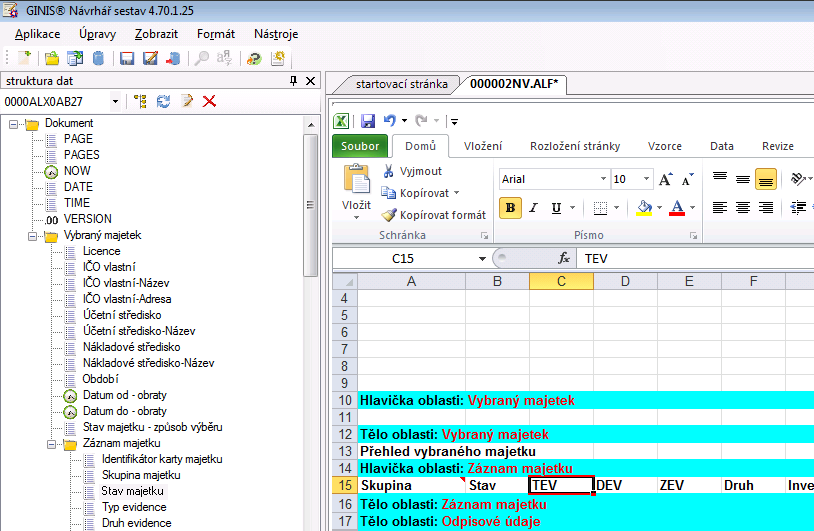 GINIS® Návrhář sestav 4.70.1.25
Aplikace Úpravy Zobrazit Formát Nástroje
struktura dat
0000ALX0AB27
Dokument
PAGE
PAGES
NOW
DATE
TIME
.00 VERSION
Vybraný majetek
Licence
IČO vlastní
IČO vlastní-Název
IČO vlastní-Adresa
Účetní středisko
Účetní středisko-Název
Nákladové středisko
Nákladové středisko-Název
Období
Datum od - obraty
Datum do - obraty
Stav majetku - způsob výběru
Záznam majetku
Identifikátor karty majetku
Skupina majetku
Stav majetku
Typ evidence
Druh evidence
startovací stránka 000002NV.ALF*
Soubor Domů Vložení Rozložení stránky Vzorce Data Revize
Vložit
Vyjmout
Kopírovat
Kopírovat formát
Schránka
Arial 10 A A
B I U A
Písmo
C15 fx TEV
A B C D E F
4
5
6
7
8
9
10 Hlavička oblasti: Vybraný majetek
11
12 Tělo oblasti: Vybraný majetek
13 Přehled vybraného majetku
14 Hlavička oblasti: Záznam majetku
15 Skupina Stav TEV DEV ZEV Druh Inve
16 Tělo oblasti: Záznam majetku
17 Tělo oblasti: Odpisové údaje